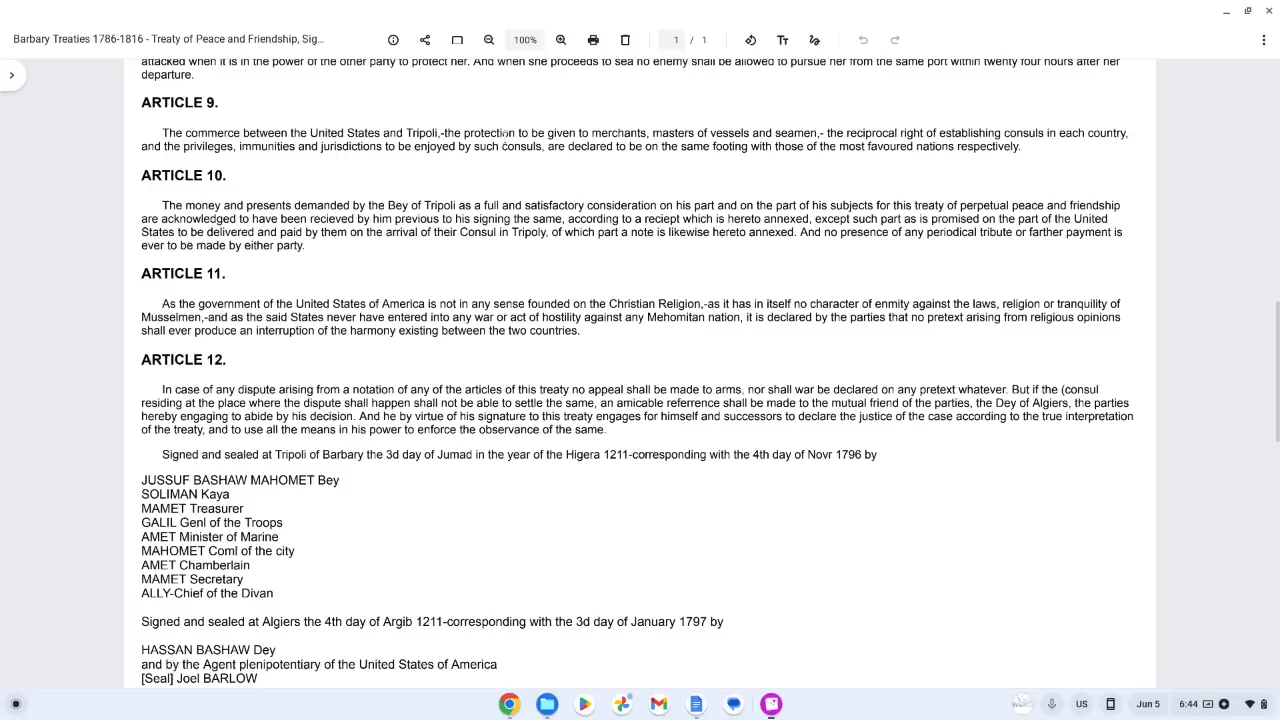 Barbary Treaties 1786-1816 - Treaty of Peace and Friendship, Sig...
100%
1 / 1
attacked when it is in the power of the other party to protect her. And when she proceeds to sea no enemy shall be allowed to pursue her from the same port within twenty four hours after her
departure.
ARTICLE 9.
The commerce between the United States and Tripoli,-the protection to be given to merchants, masters of vessels and seamen,- the reciprocal right of establishing consuls in each country,
and the privileges, immunities and jurisdictions to be enjoyed by such consuls, are declared to be on the same footing with those of the most favoured nations respectively.
ARTICLE 10.
The money and presents demanded by the Bey of Tripoli as a full and satisfactory consideration on his part and on the part of his subjects for this treaty of perpetual peace and friendship
are acknowledged to have been recieved by him previous to his signing the same, according to a reciept which is hereto annexed, except such part as is promised on the part of the United
States to be delivered and paid by them on the arrival of their Consul in Tripoly, of which part a note is likewise hereto annexed. And no presence of any periodical tribute or farther payment is
ever to be made by either party.
ARTICLE 11.
As the government of the United States of America is not in any sense founded on the Christian Religion,-as it has in itself no character of enmity against the laws, religion or tranquility of
Musselmen,-and as the said States never have entered into any war or act of hostility against any Mehomitan nation, it is declared by the parties that no pretext arising from religious opinions
shall ever produce an interruption of the harmony existing between the two countries.
ARTICLE 12.
In case of any dispute arising from a notation of any of the articles of this treaty no appeal shall be made to arms, nor shall war be declared on any pretext whatever. But if the (consul
residing at the place where the dispute shall happen shall not be able to settle the same, an amicable referrence shall be made to the mutual friend of the parties, the Dey of Algiers, the parties
hereby engaging to abide by his decision. And he by virtue of his signature to this treaty engages for himself and successors to declare the justice of the case according to the true interpretation
of the treaty, and to use all the means in his power to enforce the observance of the same.
Signed and sealed at Tripoli of Barbary the 3d day of Jumad in the year of the Higera 1211-corresponding with the 4th day of Novr 1796 by
JUSSUF BASHAW MAHOMET Bey
SOLIMAN Kaya
MAMET Treasurer
GALIL Genl of the Troops
AMET Minister of Marine
MAHOMET Coml of the city
AMET Chamberlain
MAMET Secretary
ALLY-Chief of the Divan
Signed and sealed at Algiers the 4th day of Argib 1211-corresponding with the 3d day of January 1797 by
HASSAN BASHAW Dey
and by the Agent plenipotentiary of the United States of America
[Seal] Joel BARLOW
US
Jun 5
6:44